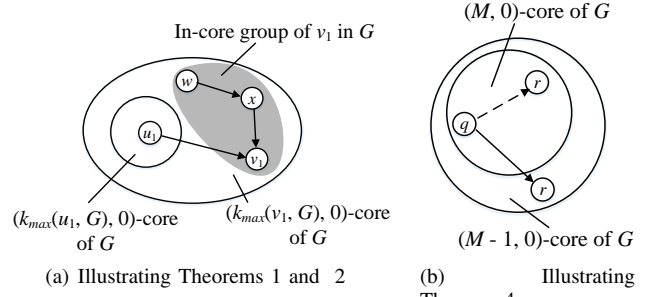 (M, 0)-core of G
In-core group of v1 in G
w
x
u1
v1
q
r
r
(kmax(u1, G), 0)-core
of G
(kmax(v1, G), 0)-core
of G
(M - 1, 0)-core of G
(a) Illustrating Theorems 1 and 2
(b) Illustrating